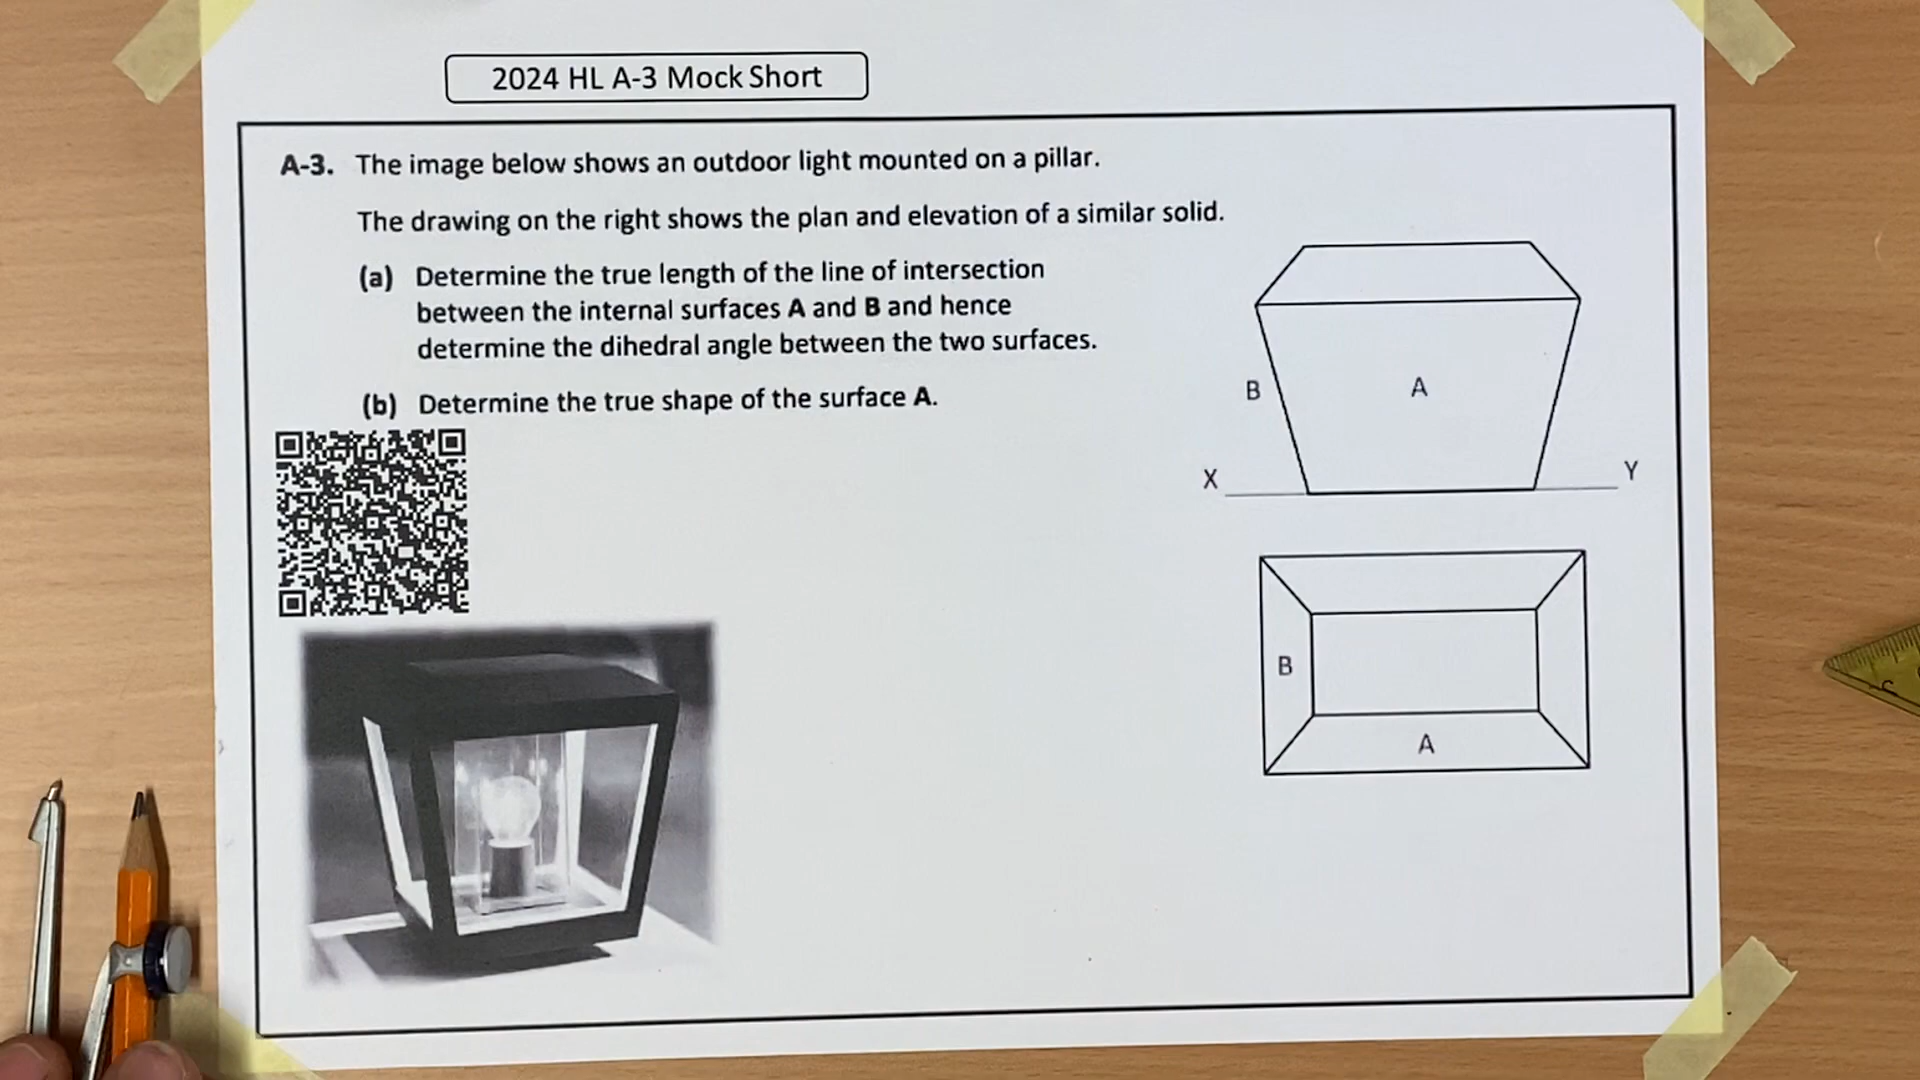 2024 HL A-3 Mock Short
A-3. The image below shows an outdoor light mounted on a pillar.
The drawing on the right shows the plan and elevation of a similar solid.
(a) Determine the true length of the line of intersection
between the internal surfaces A and B and hence
determine the dihedral angle between the two surfaces.
(b) Determine the true shape of the surface A.
B A
X Y
B
A